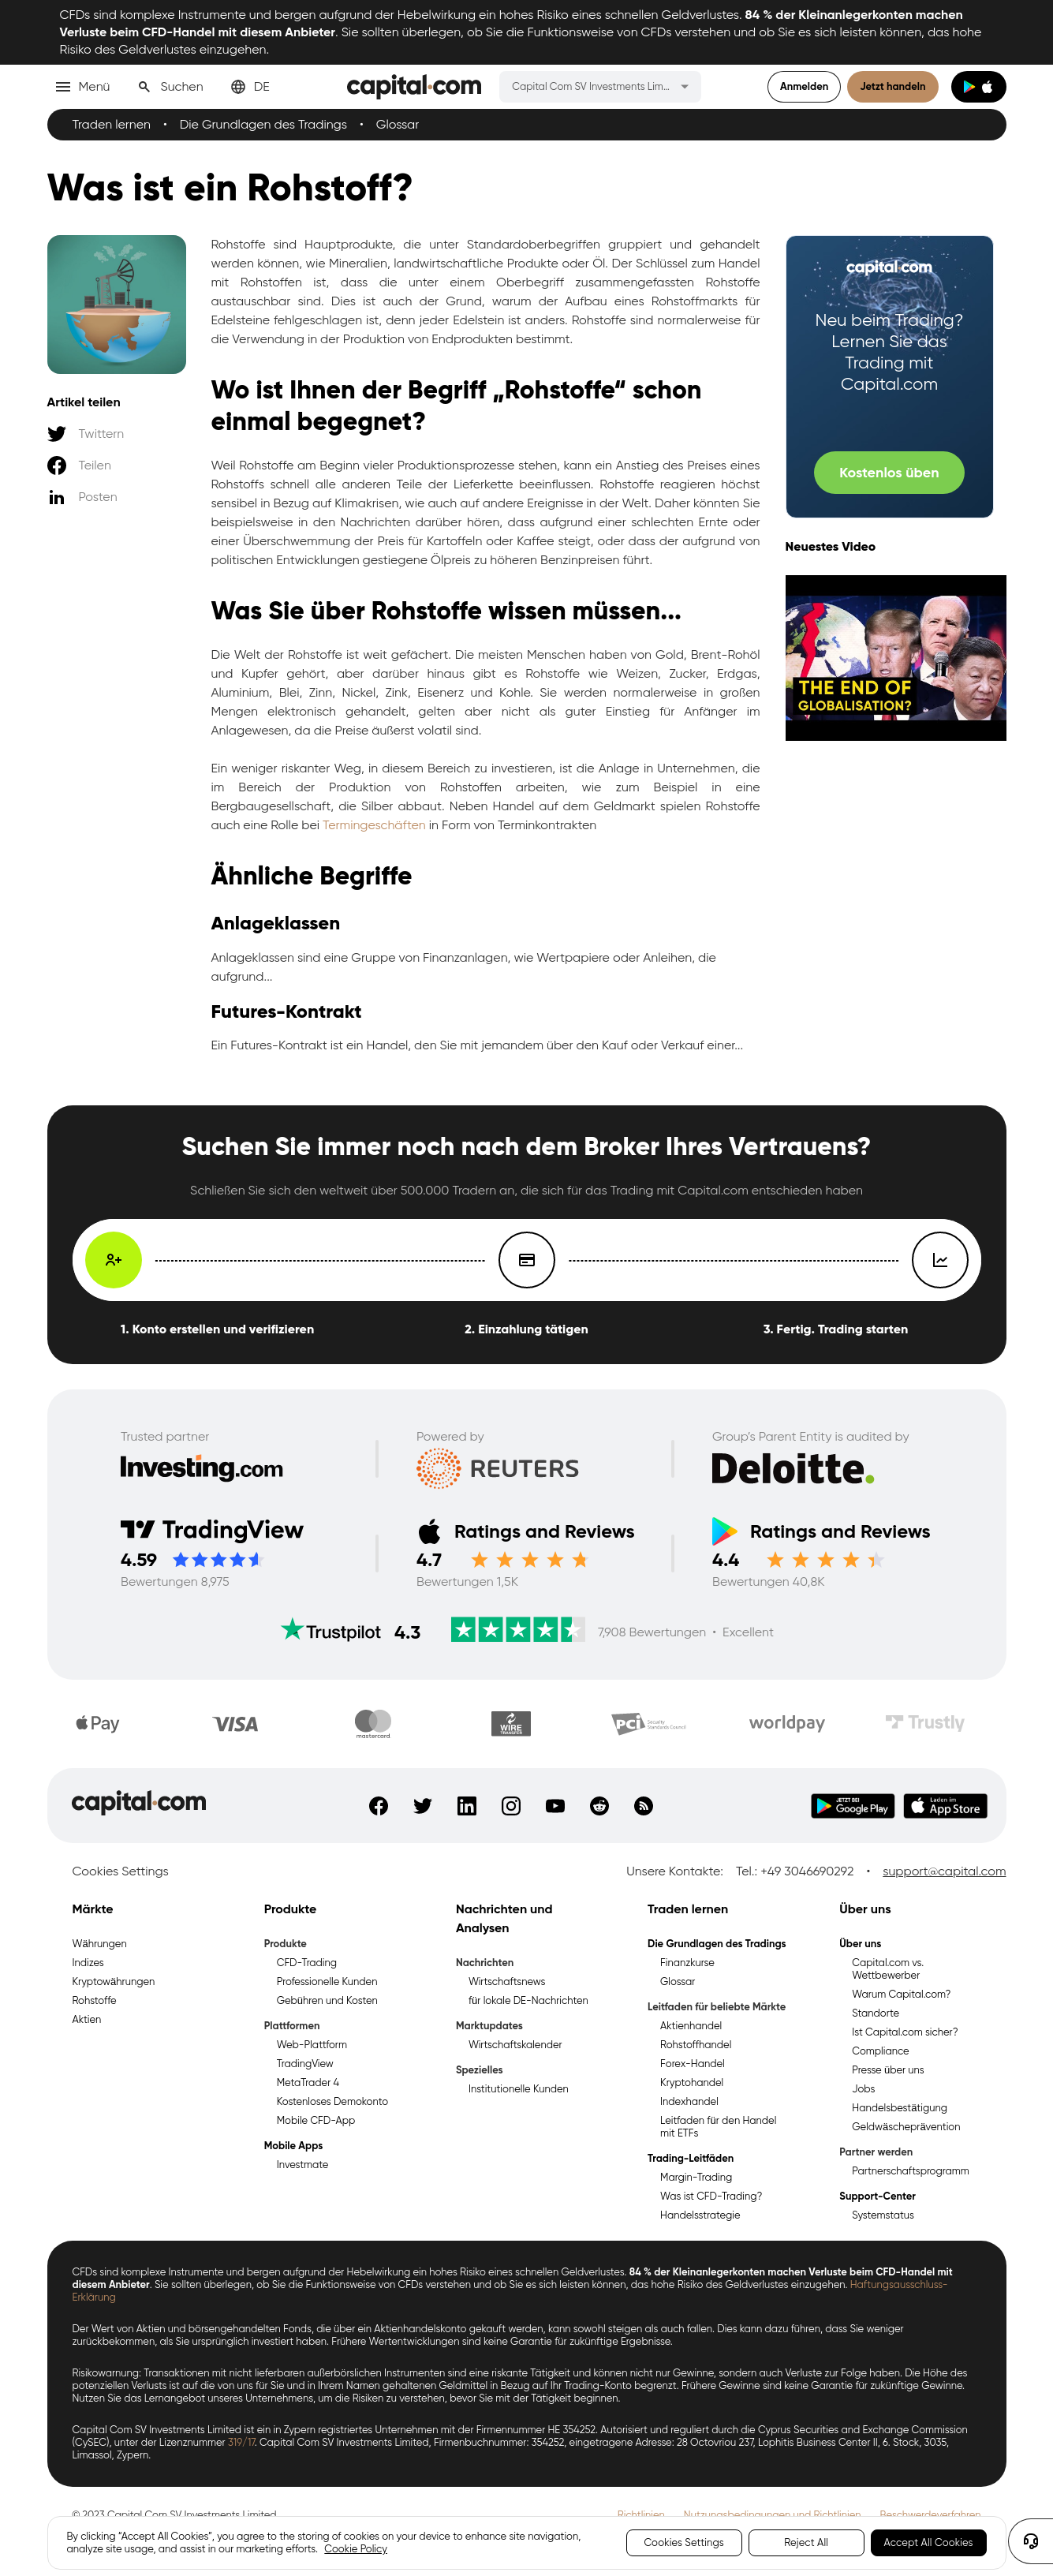 CFDs sind komplexe Instrumente und bergen aufgrund der Hebelwirkung ein hohes Risiko eines schnellen Geldverlustes. 84 % der Kleinanlegerkonten machen
Verluste beim CFD-Handel mit diesem Anbieter. Sie sollten überlegen, ob Sie die Funktionsweise von CFDs verstehen und ob Sie es sich leisten können, das hohe
Risiko des Geldverlustes einzugehen.
Menü Suchen DE capital.com Capital Com SV Investments Lim... Anmelden Jetzt handeln
Traden lernen • Die Grundlagen des Tradings • Glossar
Was ist ein Rohstoff?
Artikel teilen
Twittern
Teilen
Posten
Rohstoffe sind Hauptprodukte, die unter Standardoberbegriffen gruppiert und gehandelt
werden können, wie Mineralien, landwirtschaftliche Produkte oder Öl. Der Schlüssel zum Handel
mit Rohstoffen ist, dass die unter einem Oberbegriff zusammengefassten Rohstoffe
austauschbar sind. Dies ist auch der Grund, warum der Aufbau eines Rohstoffmarkts für
Edelsteine fehlgeschlagen ist, denn jeder Edelstein ist anders. Rohstoffe sind normalerweise für
die Verwendung in der Produktion von Endprodukten bestimmt.
Wo ist Ihnen der Begriff „Rohstoffe“ schon
einmal begegnet?
Weil Rohstoffe am Beginn vieler Produktionsprozesse stehen, kann ein Anstieg des Preises eines
Rohstoffs schnell alle anderen Teile der Lieferkette beeinflussen. Rohstoffe reagieren höchst
sensibel in Bezug auf Klimakrisen, wie auch auf andere Ereignisse in der Welt. Daher könnten Sie
beispielsweise in den Nachrichten darüber hören, dass aufgrund einer schlechten Ernte oder
einer Überschwemmung der Preis für Kartoffeln oder Kaffee steigt, oder dass der aufgrund von
politischen Entwicklungen gestiegene Ölpreis zu höheren Benzinpreisen führt.
Was Sie über Rohstoffe wissen müssen...
Die Welt der Rohstoffe ist weit gefächert. Die meisten Menschen haben von Gold, Brent-Rohöl
und Kupfer gehört, aber darüber hinaus gibt es Rohstoffe wie Weizen, Zucker, Erdgas,
Aluminium, Blei, Zinn, Nickel, Zink, Eisenerz und Kohle. Sie werden normalerweise in großen
Mengen elektronisch gehandelt, gelten aber nicht als guter Einstieg für Anfänger im
Anlagewesen, da die Preise äußerst volatil sind.
Ein weniger riskanter Weg, in diesem Bereich zu investieren, ist die Anlage in Unternehmen, die
im Bereich der Produktion von Rohstoffen arbeiten, wie zum Beispiel in eine
Bergbaugesellschaft, die Silber abbaut. Neben Handel auf dem Geldmarkt spielen Rohstoffe
auch eine Rolle bei Termingeschäften in Form von Terminkontrakten
Ähnliche Begriffe
Anlageklassen
Anlageklassen sind eine Gruppe von Finanzanlagen, wie Wertpapiere oder Anleihen, die
aufgrund...
Futures-Kontrakt
Ein Futures-Kontrakt ist ein Handel, den Sie mit jemandem über den Kauf oder Verkauf einer...
capital.com
Neu beim Trading?
Lernen Sie das
Trading mit
Capital.com
Kostenlos üben
Neuestes Video
THE END OF
GLOBALISATION?
Suchen Sie immer noch nach dem Broker Ihres Vertrauens?
Schließen Sie sich den weltweit über 500.000 Tradern an, die sich für das Trading mit Capital.com entschieden haben
1. Konto erstellen und verifizieren 2. Einzahlung tätigen 3. Fertig. Trading starten
Trusted partner Powered by Group's Parent Entity is audited by
Investing.com REUTERS Deloitte.
TradingView Ratings and Reviews Ratings and Reviews
4.59 4.7 4.4
Bewertungen 8,975 Bewertungen 1,5K Bewertungen 40,8K
Trustpilot 4.3 7,908 Bewertungen • Excellent
Pay VISA mastercard WIRE TRANSFER PCI Security Standards Council worldpay Trustly
capital.com JETZT BEI Google Play Laden im App Store
Cookies Settings Unsere Kontakte: Tel.: +49 3046690292 • support@capital.com
Märkte
Währungen
Indizes
Kryptowährungen
Rohstoffe
Aktien
Produkte
Produkte
CFD-Trading
Professionelle Kunden
Gebühren und Kosten
Plattformen
Web-Plattform
TradingView
MetaTrader 4
Kostenloses Demokonto
Mobile CFD-App
Mobile Apps
Investmate
Nachrichten und
Analysen
Nachrichten
Wirtschaftsnews
für lokale DE-Nachrichten
Marktupdates
Wirtschaftskalender
Spezielles
Institutionelle Kunden
Traden lernen
Die Grundlagen des Tradings
Finanzkurse
Glossar
Leitfaden für beliebte Märkte
Aktienhandel
Rohstoffhandel
Forex-Handel
Kryptohandel
Indexhandel
Leitfaden für den Handel
mit ETFs
Trading-Leitfäden
Margin-Trading
Was ist CFD-Trading?
Handelsstrategie
Über uns
Über uns
Capital.com vs.
Wettbewerber
Warum Capital.com?
Standorte
Ist Capital.com sicher?
Compliance
Presse über uns
Jobs
Handelsbestätigung
Geldwäscheprävention
Partner werden
Partnerschaftsprogramm
Support-Center
Systemstatus
CFDs sind komplexe Instrumente und bergen aufgrund der Hebelwirkung ein hohes Risiko eines schnellen Geldverlustes. 84 % der Kleinanlegerkonten machen Verluste beim CFD-Handel mit
diesem Anbieter. Sie sollten überlegen, ob Sie die Funktionsweise von CFDs verstehen und ob Sie es sich leisten können, das hohe Risiko des Geldverlustes einzugehen. Haftungsausschluss-
Erklärung
Der Wert von Aktien und börsengehandelten Fonds, die über ein Aktienhandelskonto gekauft werden, kann sowohl steigen als auch fallen. Dies kann dazu führen, dass Sie weniger
zurückbekommen, als Sie ursprünglich investiert haben. Frühere Wertentwicklungen sind keine Garantie für zukünftige Ergebnisse.
Risikowarnung: Transaktionen mit nicht lieferbaren außerbörslichen Instrumenten sind eine riskante Tätigkeit und können nicht nur Gewinne, sondern auch Verluste zur Folge haben. Die Höhe des
potenziellen Verlusts ist auf die von uns für Sie und in Ihrem Namen gehaltenen Geldmittel in Bezug auf Ihr Trading-Konto begrenzt. Frühere Gewinne sind keine Garantie für zukünftige Gewinne.
Nutzen Sie das Lernangebot unseres Unternehmens, um die Risiken zu verstehen, bevor Sie mit der Tätigkeit beginnen.
Capital Com SV Investments Limited ist ein in Zypern registriertes Unternehmen mit der Firmennummer HE 354252. Autorisiert und reguliert durch die Cyprus Securities and Exchange Commission
(CySEC), unter der Lizenznummer 319/17. Capital Com SV Investments Limited, Firmenbuchnummer: 354252, eingetragene Adresse: 28 Octovriou 237, Lophitis Business Center II, 6. Stock, 3035,
Limassol, Zypern.
© 2023 Capital Com SV Investments Limited Richtlinien Nutzungsbedingungen und Richtlinien Beschwerdeverfahren
By clicking “Accept All Cookies”, you agree to the storing of cookies on your device to enhance site navigation,
analyze site usage, and assist in our marketing efforts. Cookie Policy
Cookies Settings Reject All Accept All Cookies